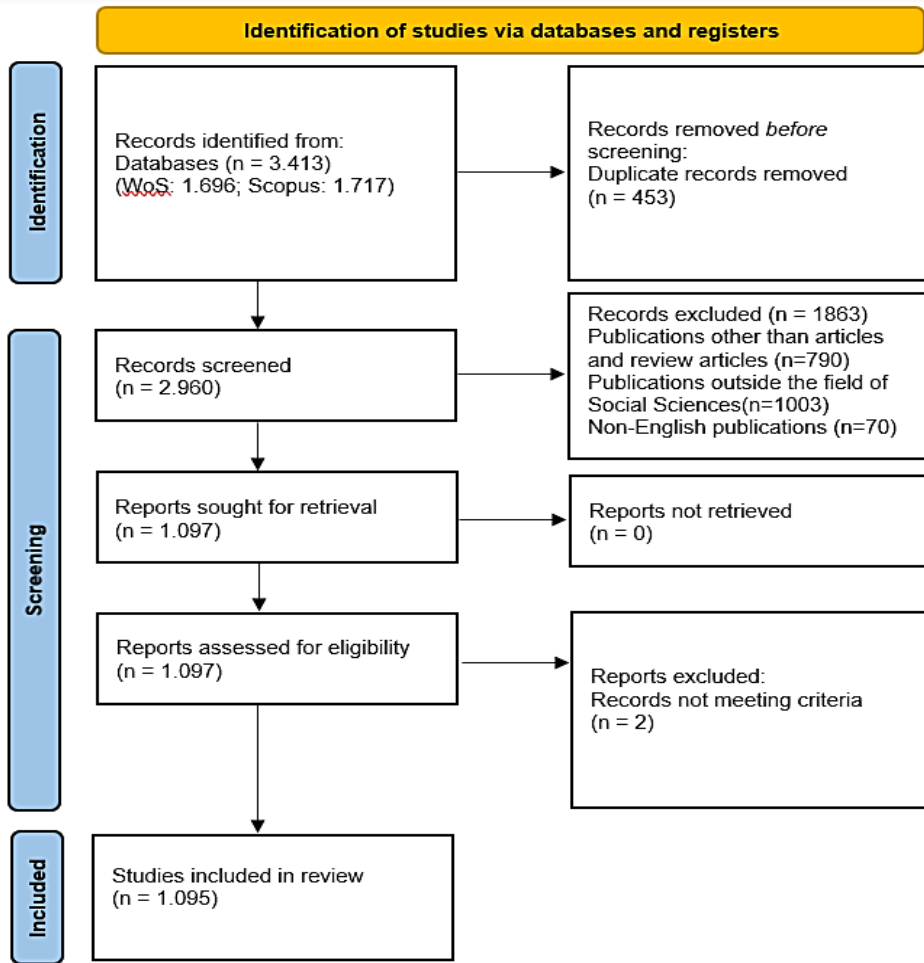 Identification of studies via databases and registers
Identification
Records identified from:
Databases (n = 3.413)
(WoS: 1.696; Scopus: 1.717)
Records removed before
screening:
Duplicate records removed
(n = 453)
Screening
Records screened
(n = 2.960)
Records excluded (n = 1863)
Publications other than articles
and review articles (n=790)
Publications outside the field of
Social Sciences(n=1003)
Non-English publications (n=70)
Reports sought for retrieval
(n = 1.097)
Reports not retrieved
(n = 0)
Reports assessed for eligibility
(n = 1.097)
Reports excluded:
Records not meeting criteria
(n = 2)
Included
Studies included in review
(n = 1.095)